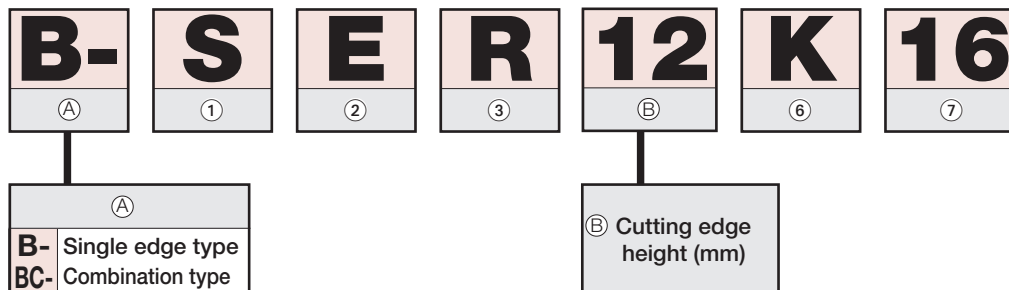 B- S E R 12 K 16
Ⓐ ① ② ③ Ⓑ ⑥ ⑦
Ⓐ
B- Single edge type
BC- Combination type
Ⓑ Cutting edge
height (mm)